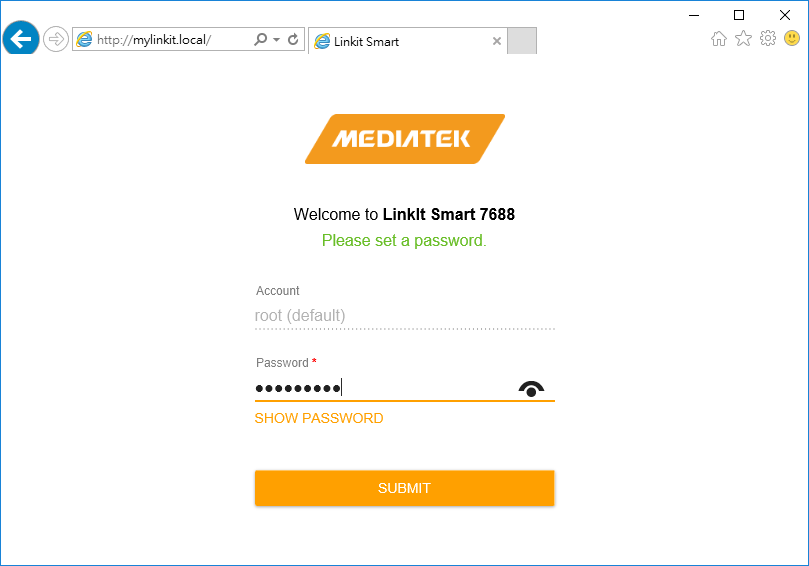 http://mylinkit.local/
Linkit Smart
MEDIATEK
Welcome to LinkIt Smart 7688
Please set a password.
Account
root (default)
Password *
•••••••••
SHOW PASSWORD
SUBMIT